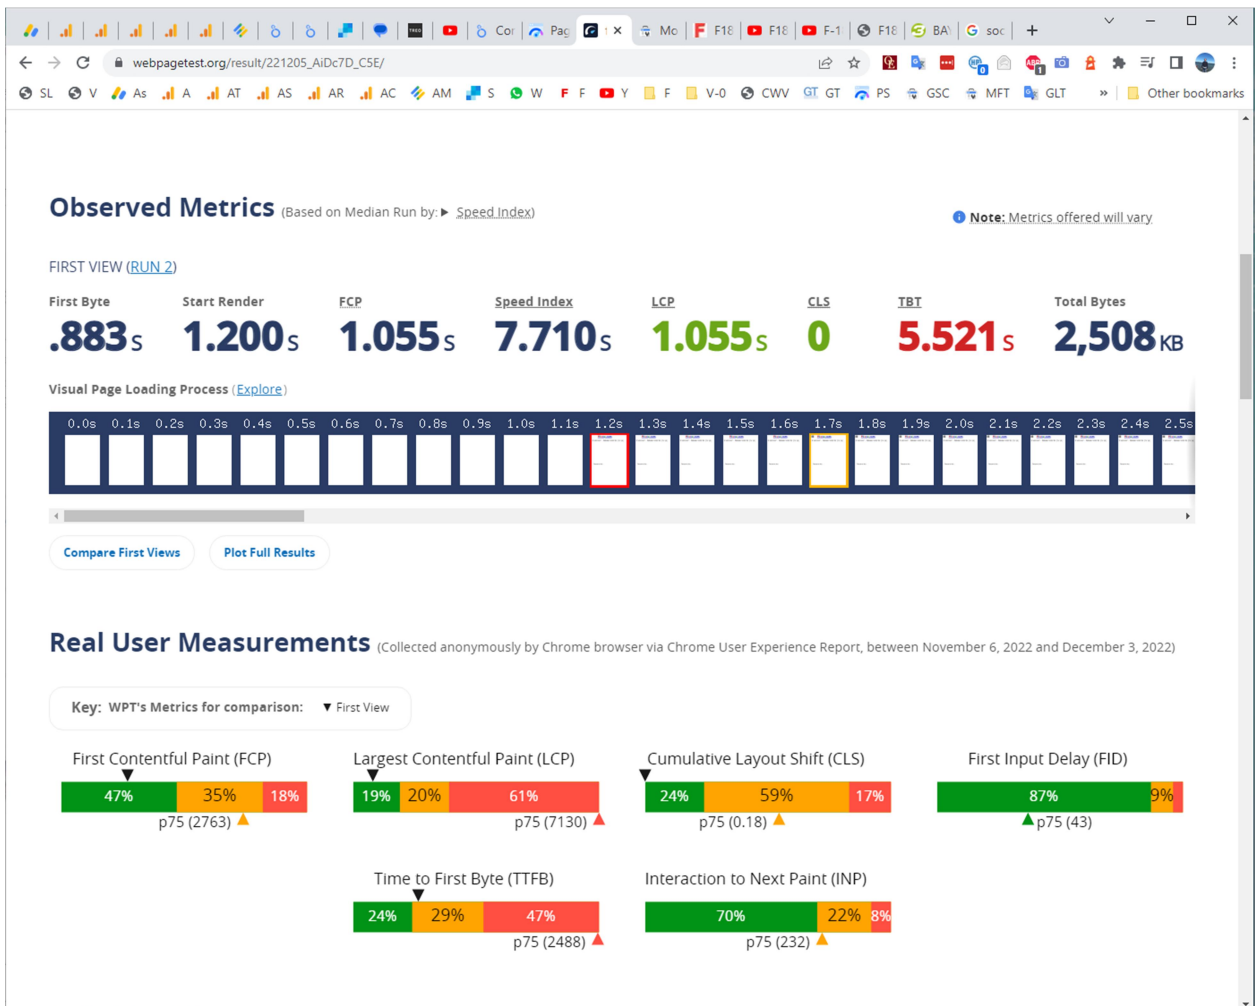 Cor
Pag
Mo
F18
F18
F-1
F18
BA
soc
webpagetest.org/result/221205_AiDc7D_C5E/
SL V As A AT AS AR AC AM S W F Y F V-0 CWV GT GT PS GSC MFT GLT » Other bookmarks
Observed Metrics (Based on Median Run by: ▶ Speed Index)
Note: Metrics offered will vary
FIRST VIEW (RUN 2)
First Byte Start Render FCP Speed Index LCP CLS TBT Total Bytes
.883s 1.200s 1.055s 7.710s 1.055s 0 5.521s 2,508KB
Visual Page Loading Process (Explore)
0.0s 0.1s 0.2s 0.3s 0.4s 0.5s 0.6s 0.7s 0.8s 0.9s 1.0s 1.1s 1.2s 1.3s 1.4s 1.5s 1.6s 1.7s 1.8s 1.9s 2.0s 2.1s 2.2s 2.3s 2.4s 2.5s
Compare First Views Plot Full Results
Real User Measurements (Collected anonymously by Chrome browser via Chrome User Experience Report, between November 6, 2022 and December 3, 2022)
Key: WPT's Metrics for comparison: ▼ First View
First Contentful Paint (FCP) Largest Contentful Paint (LCP) Cumulative Layout Shift (CLS) First Input Delay (FID)
47% 35% 18% 19% 20% 61% 24% 59% 17% 87% 9%
p75 (2763) p75 (7130) p75 (0.18) p75 (43)
Time to First Byte (TTFB) Interaction to Next Paint (INP)
24% 29% 47% 70% 22% 8%
p75 (2488) p75 (232)